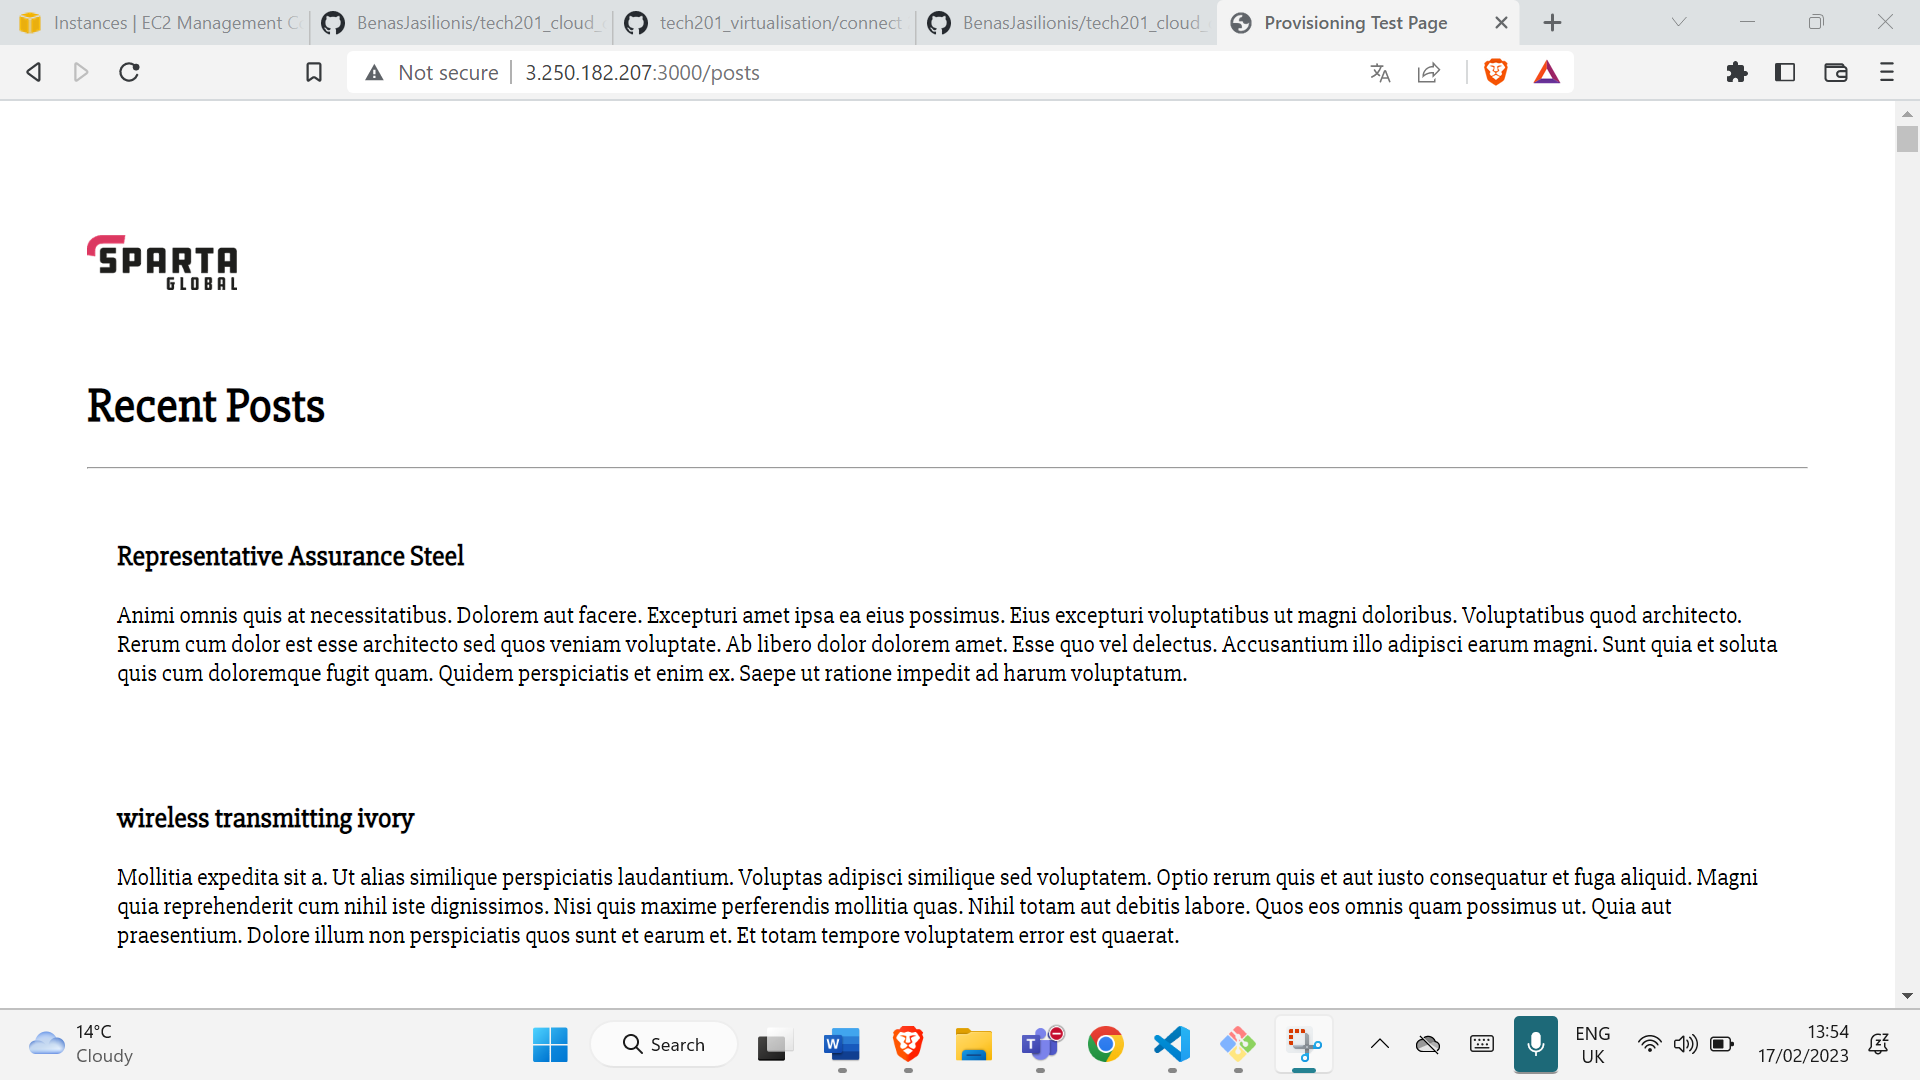 Instances | EC2 Management Co
BenasJasilionis/tech201_cloud_
tech201_virtualisation/connect
BenasJasilionis/tech201_cloud_
Provisioning Test Page
Not secure
3.250.182.207:3000/posts
SPARTA
GLOBAL
Recent Posts
Representative Assurance Steel
Animi omnis quis at necessitatibus. Dolorem aut facere. Excepturi amet ipsa ea eius possimus. Eius excepturi voluptatibus ut magni doloribus. Voluptatibus quod architecto.
Rerum cum dolor est esse architecto sed quos veniam voluptate. Ab libero dolor dolorem amet. Esse quo vel delectus. Accusantium illo adipisci earum magni. Sunt quia et soluta
quis cum doloremque fugit quam. Quidem perspiciatis et enim ex. Saepe ut ratione impedit ad harum voluptatum.
wireless transmitting ivory
Mollitia expedita sit a. Ut alias similique perspiciatis laudantium. Voluptas adipisci similique sed voluptatem. Optio rerum quis et aut iusto consequatur et fuga aliquid. Magni
quia reprehenderit cum nihil iste dignissimos. Nisi quis maxime perferendis mollitia quas. Nihil totam aut debitis labore. Quos eos omnis quam possimus ut. Quia aut
praesentium. Dolore illum non perspiciatis quos sunt et earum et. Et totam tempore voluptatem error est quaerat.
14°C
Cloudy
Search
ENG
UK
13:54
17/02/2023